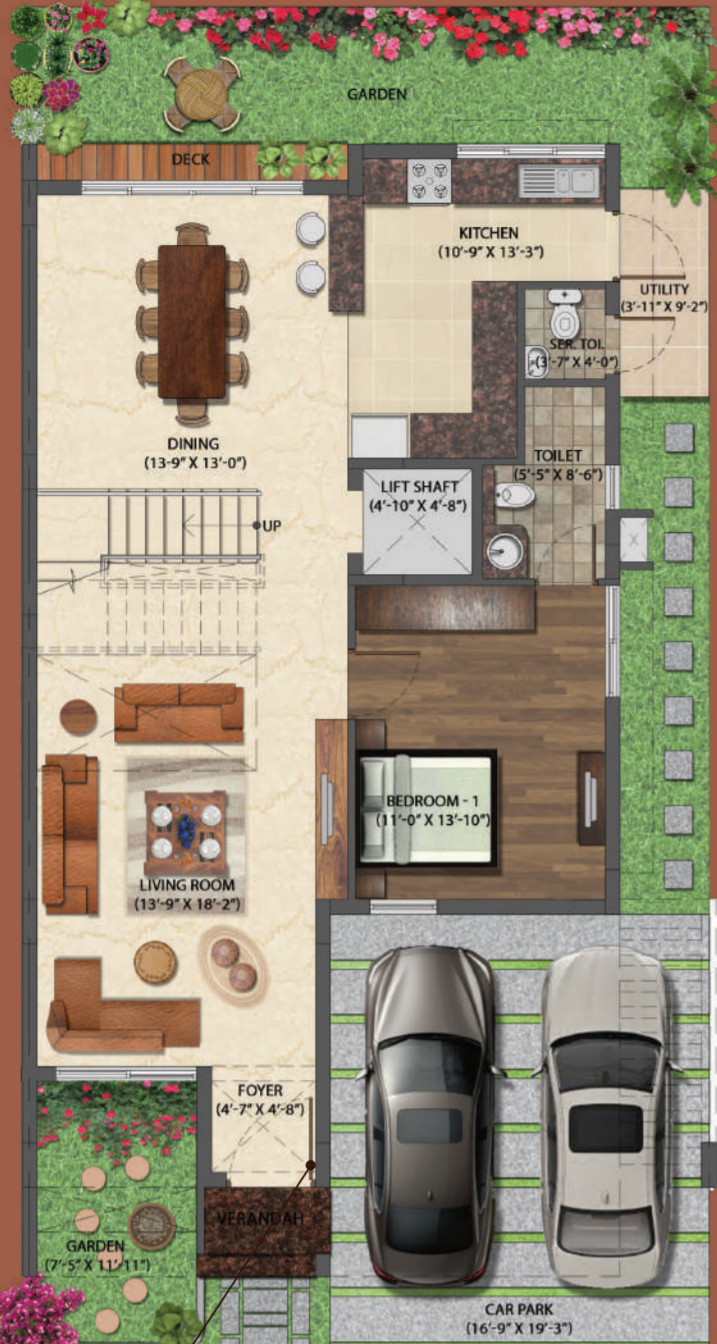 GARDEN
DECK
KITCHEN
(10'-9" X 13'-3")
UTILITY
(3'-11" X 9'-2")
SER. TOI.
(3'-7" X 4'-0")
DINING
(13-9" X 13'-0")
TOILET
(5'-5" X 8'-6")
LIFT SHAFT
(4'-10" X 4'-8")
UP
BEDROOM - 1
(11'-0" X 13'-10")
LIVING ROOM
(13'-9" X 18'-2")
FOYER
(4'-7" X 4'-8")
VERANDAH
GARDEN
(7'-5" X 11'-11")
CAR PARK
(16'-9" X 19'-3")